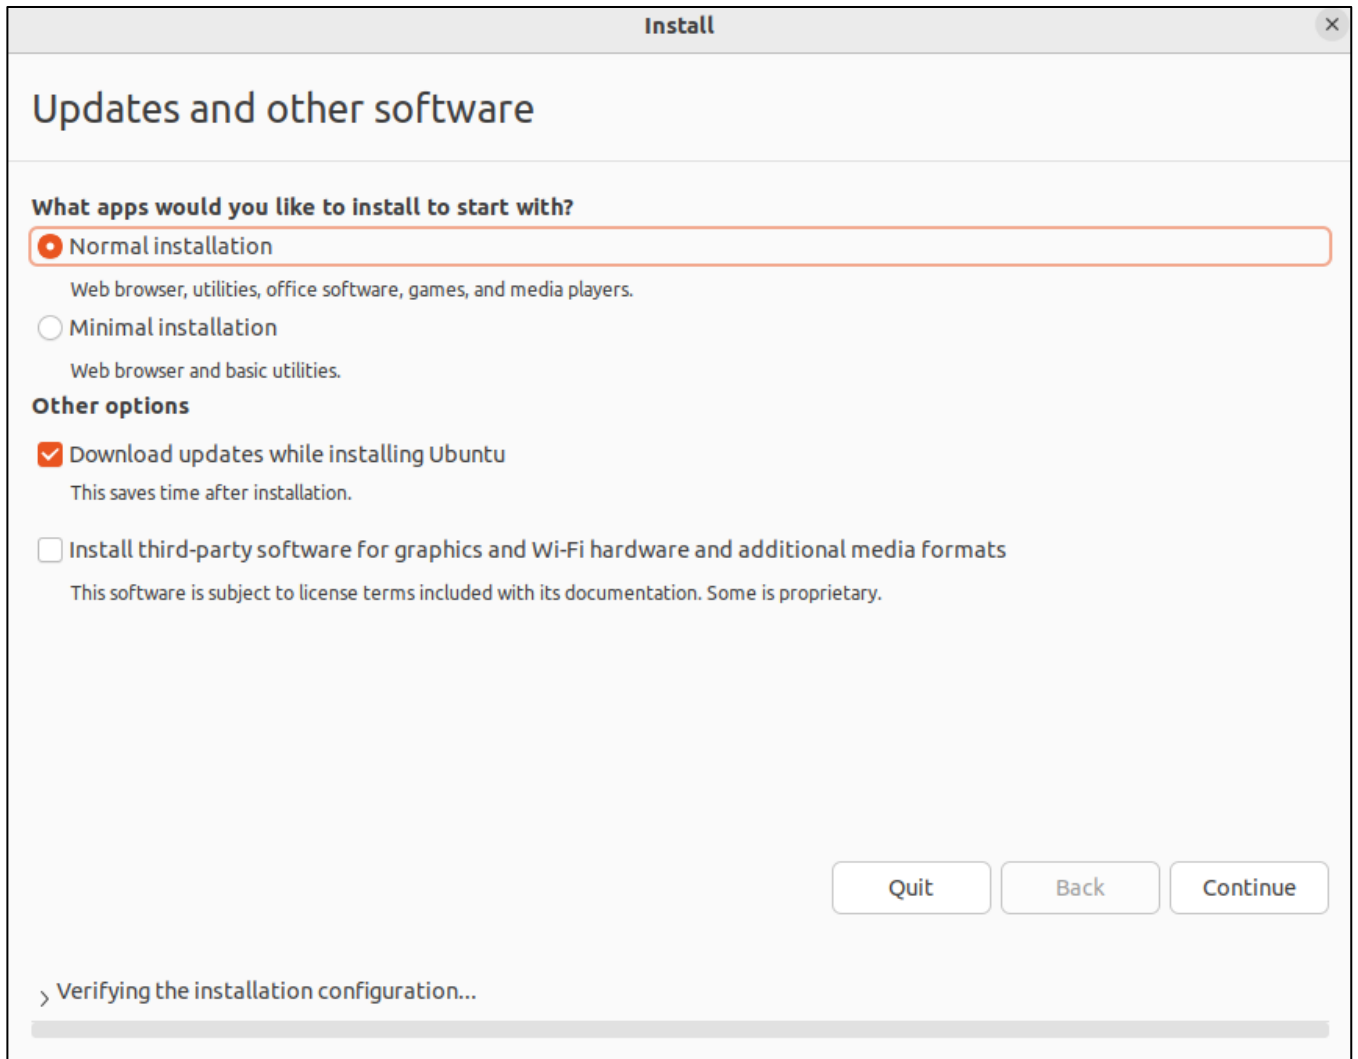 Install
Updates and other software
What apps would you like to install to start with?
Normal installation
Web browser, utilities, office software, games, and media players.
Minimal installation
Web browser and basic utilities.
Other options
Download updates while installing Ubuntu
This saves time after installation.
Install third-party software for graphics and Wi-Fi hardware and additional media formats
This software is subject to license terms included with its documentation. Some is proprietary.
Quit
Back
Continue
Verifying the installation configuration...